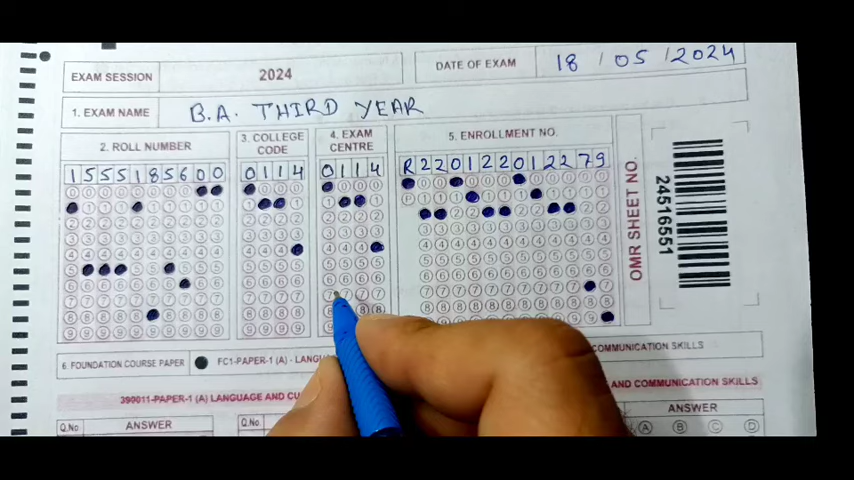 EXAM SESSION 2024 DATE OF EXAM 18 / 05 / 2024
1. EXAM NAME B.A. THIRD YEAR
2. ROLL NUMBER 3. COLLEGE CODE 4. EXAM CENTRE 5. ENROLLMENT NO.
1555185600 0114 0114 R220122012279
OMR SHEET NO. 24516551
6. FOUNDATION COURSE PAPER FC1-PAPER-1 (A) - LANGU COMMUNICATION SKILLS
390011-PAPER-1 (A) LANGUAGE AND CU AND COMMUNICATION SKILLS
Q.No ANSWER Q.No ANSWER
A B C D